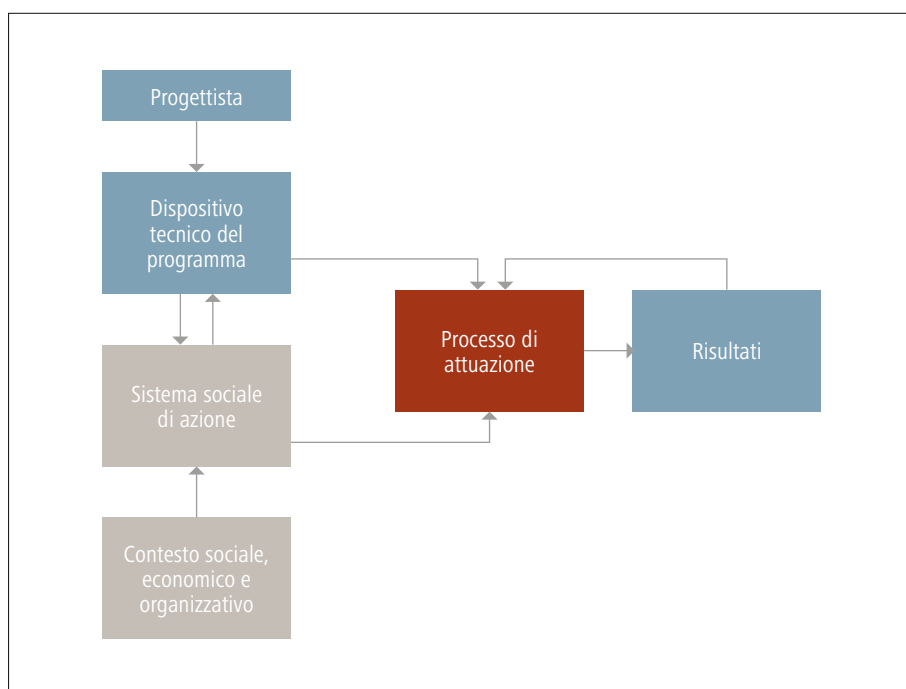 Progettista
Dispositivo
tecnico del
programma
Processo di
attuazione
Risultati
Sistema sociale
di azione
Contesto sociale,
economico e
organizzativo